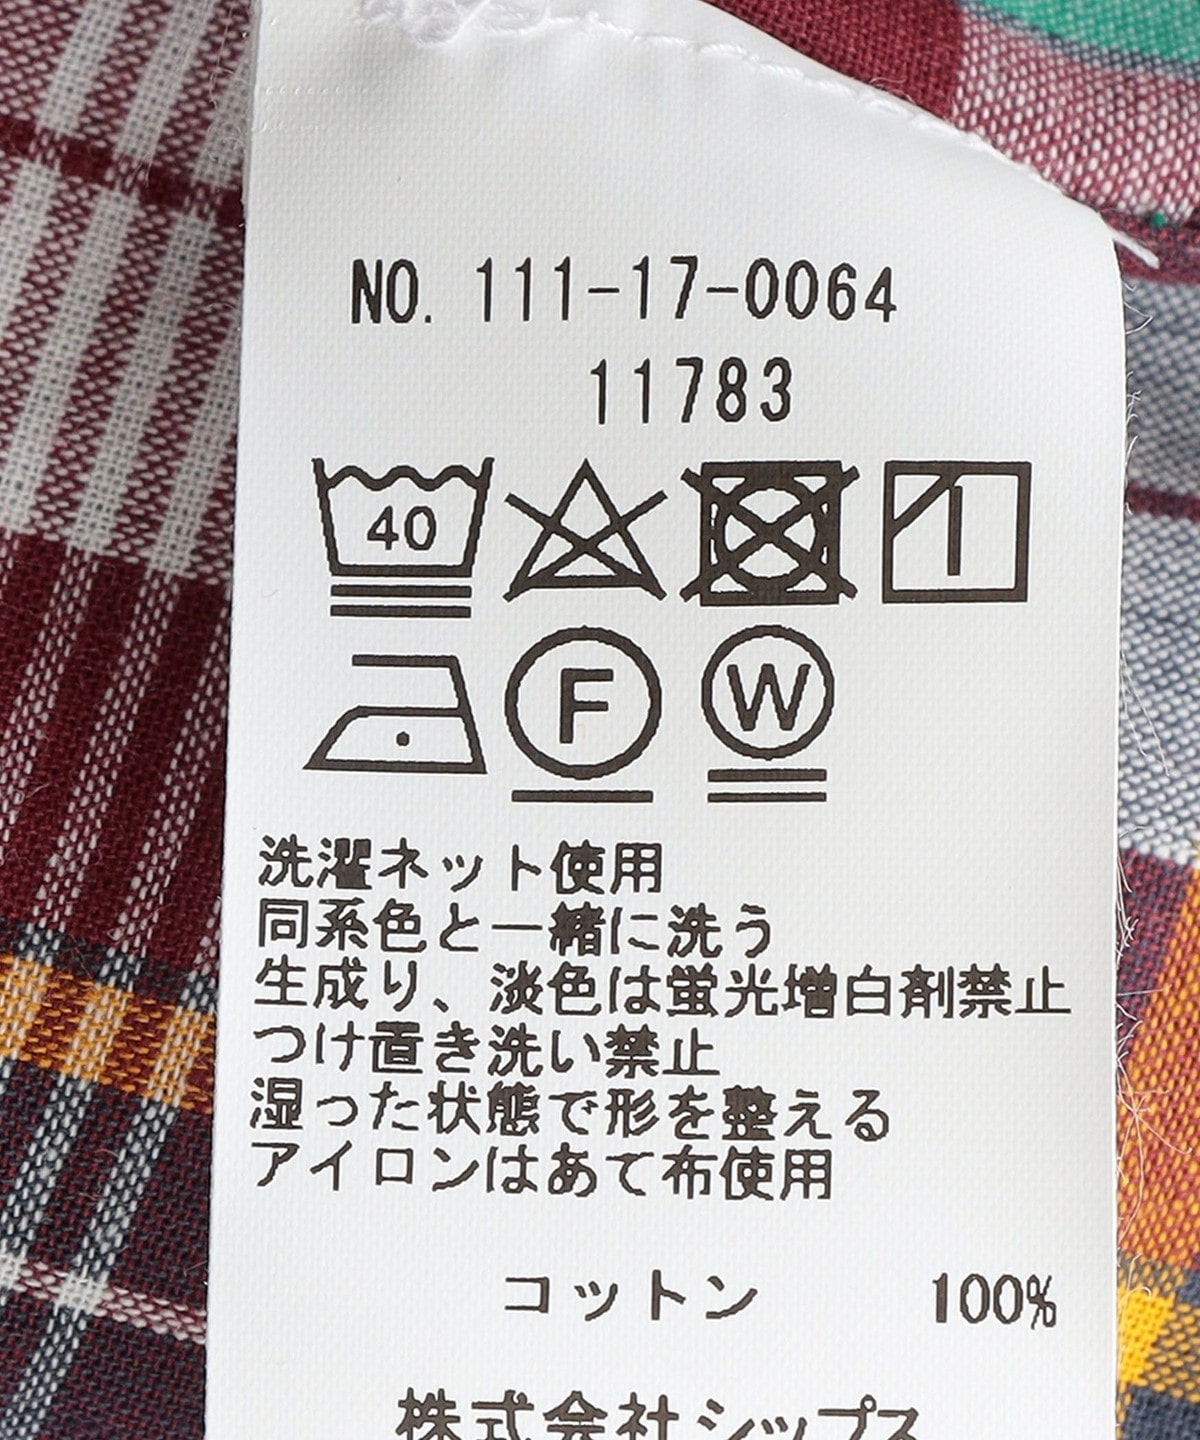 NO. 111-17-0064
11783
40
F W
洗濯ネット使用
同系色と一緒に洗う
生成り、淡色は蛍光増白剤禁止
つけ置き洗い禁止
湿った状態で形を整える
アイロンはあて布使用
コットン 100%
株式会社シップス